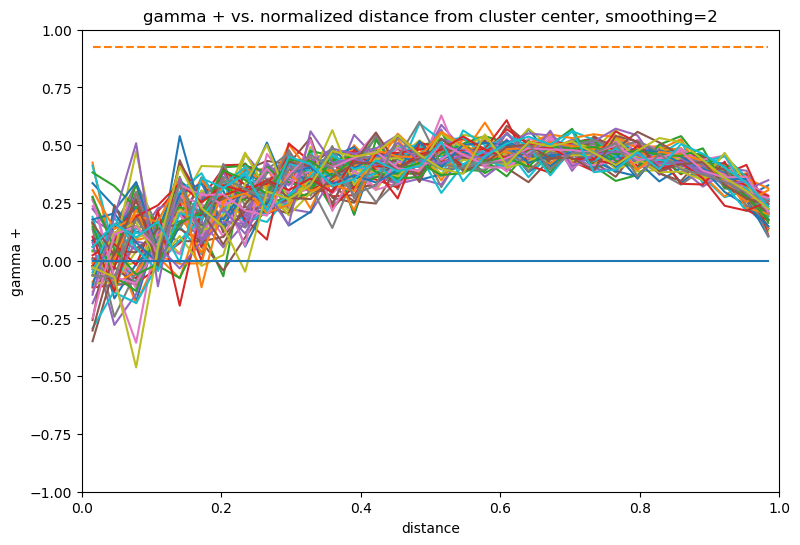 gamma + vs. normalized distance from cluster center, smoothing=2
1.00
0.75
0.50
0.25
0.00
−0.25
−0.50
−0.75
−1.00
gamma +
0.0 0.2 0.4 0.6 0.8 1.0
distance